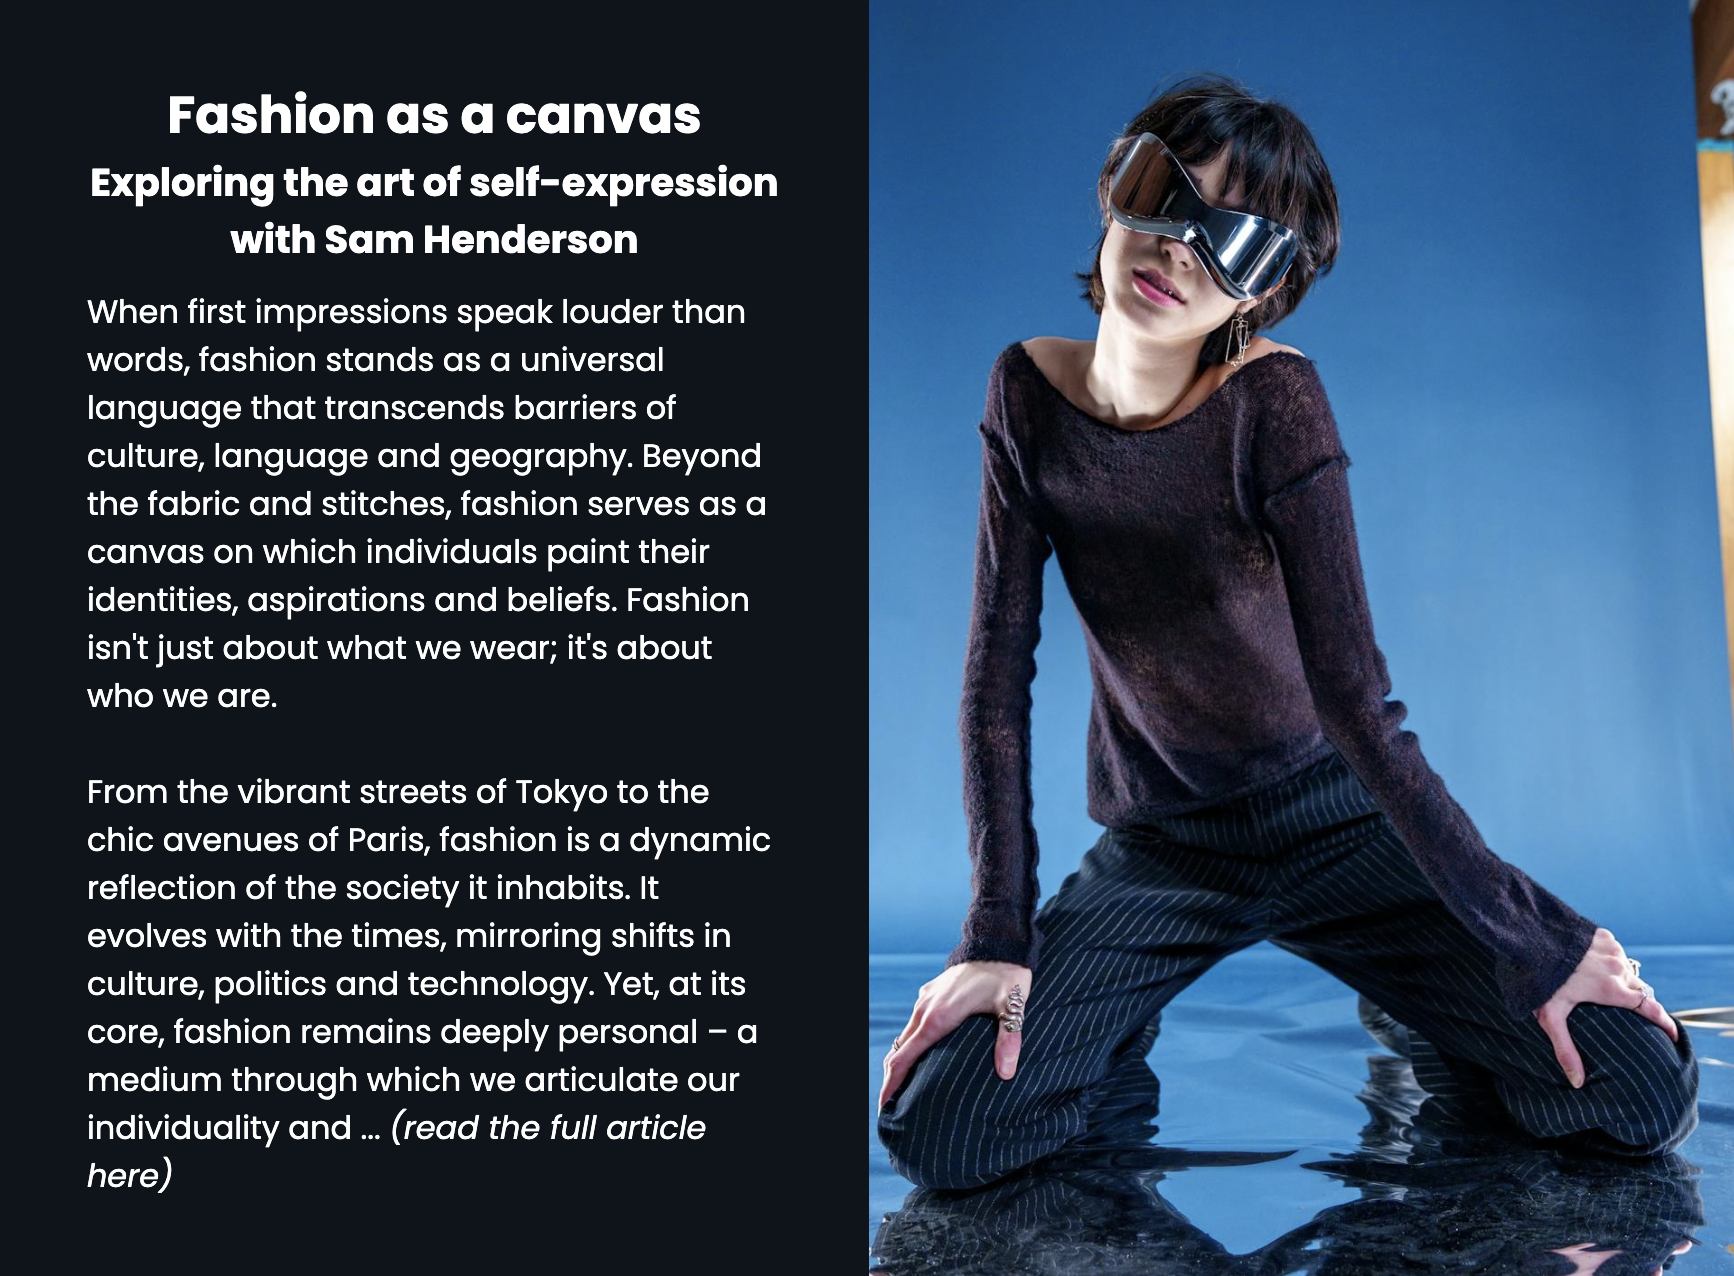 Fashion as a canvas
Exploring the art of self-expression
with Sam Henderson
When first impressions speak louder than
words, fashion stands as a universal
language that transcends barriers of
culture, language and geography. Beyond
the fabric and stitches, fashion serves as a
canvas on which individuals paint their
identities, aspirations and beliefs. Fashion
isn't just about what we wear; it's about
who we are.
From the vibrant streets of Tokyo to the
chic avenues of Paris, fashion is a dynamic
reflection of the society it inhabits. It
evolves with the times, mirroring shifts in
culture, politics and technology. Yet, at its
core, fashion remains deeply personal – a
medium through which we articulate our
individuality and ... (read the full article
here)